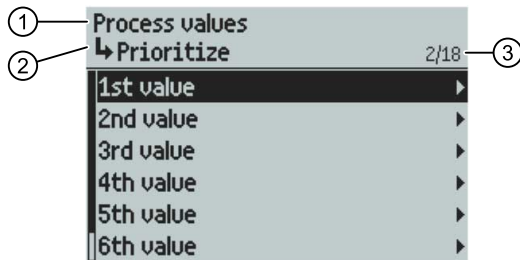 ① Process values
② ↳ Prioritize 2/18 ③
1st value
2nd value
3rd value
4th value
5th value
6th value